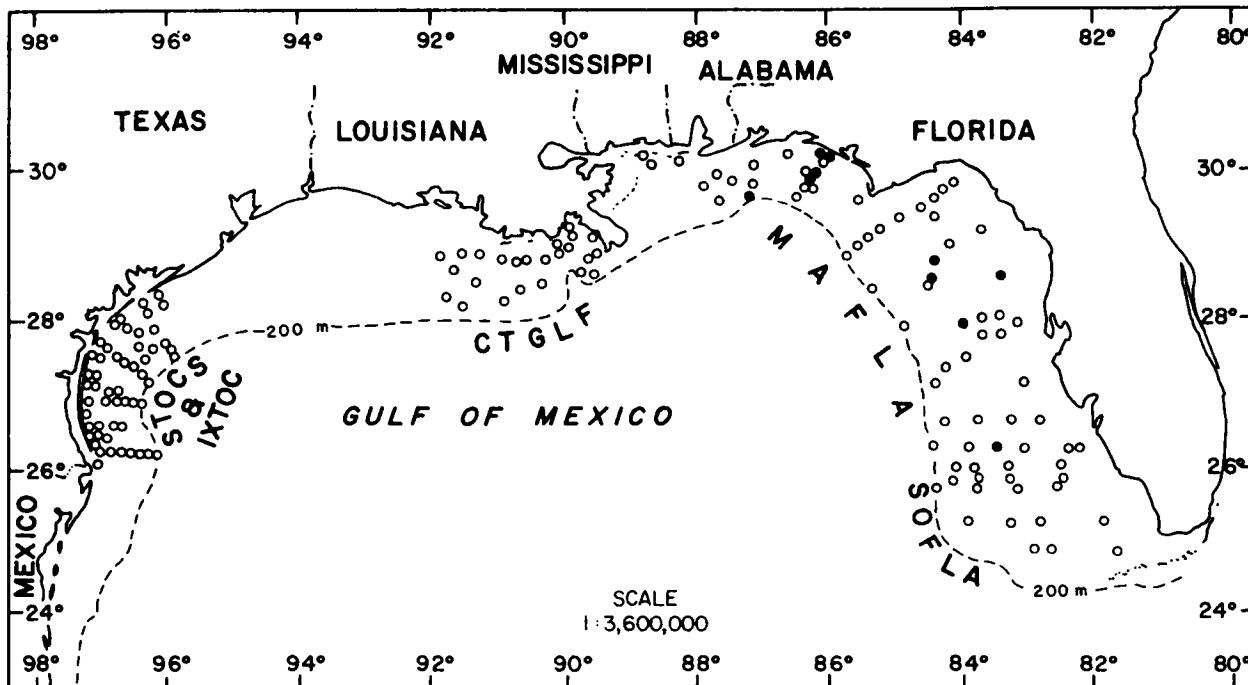 98° 96° 94° 92° 90° 88° 86° 84° 82° 80°
MISSISSIPPI ALABAMA
TEXAS LOUISIANA FLORIDA
30° 30°
MAFLA
28° 28°
200 m
CTGLF
STOCS
&
IXTOC
GULF OF MEXICO
26° 26°
SOFLA
MEXICO
200 m
24° 24°
SCALE
1:3,600,000
98° 96° 94° 92° 90° 88° 86° 84° 82° 80°